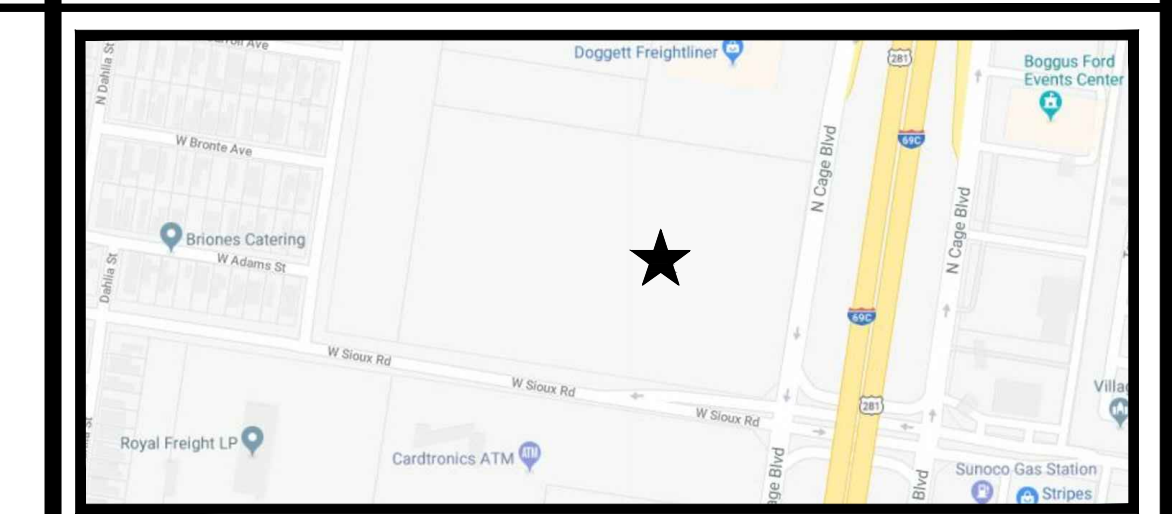 Doggett Freightliner
281
Boggus Ford
Events Center
N Dahlia St
W Bronte Ave
N Cage Blvd
69C
N Cage Blvd
Briones Catering
W Adams St
Dahlia St
69C
W Sioux Rd
W Sioux Rd
W Sioux Rd
281
Royal Freight LP
Cardtronics ATM
ATM
Sunoco Gas Station
Stripes
Blvd
Blvd